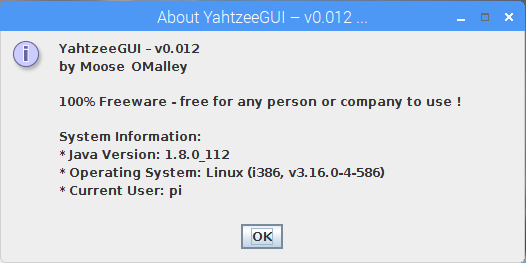 About YahtzeeGUI – v0.012 ...
YahtzeeGUI - v0.012
by Moose OMalley
100% Freeware - free for any person or company to use !
System Information:
* Java Version: 1.8.0_112
* Operating System: Linux (i386, v3.16.0-4-586)
* Current User: pi
OK